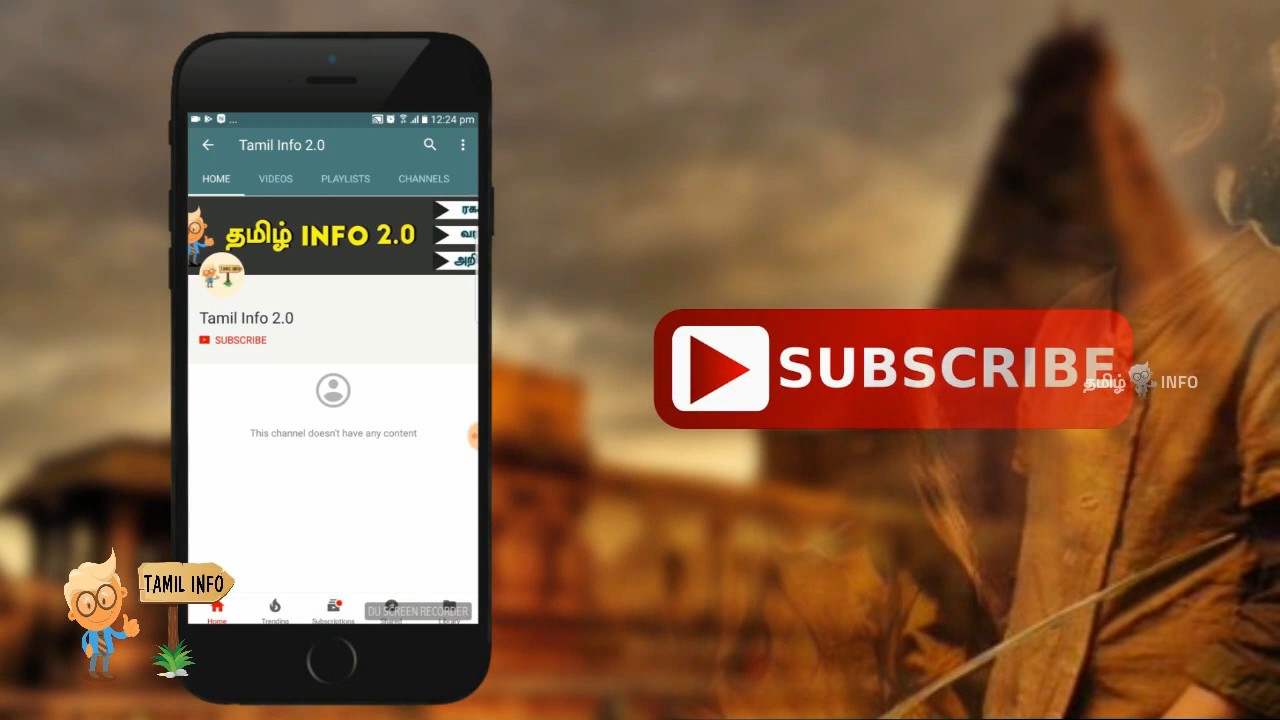 ... 12:24 pm
Tamil Info 2.0
HOME VIDEOS PLAYLISTS CHANNELS
தமிழ் INFO 2.0
Tamil Info 2.0
SUBSCRIBE
This channel doesn't have any content
SUBSCRIBE
தமிழ் INFO
TAMIL INFO
DU SCREEN RECORDER
Home Trending Subscriptions